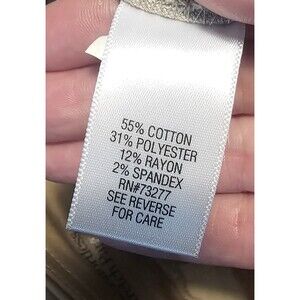 55% COTTON
31% POLYESTER
12% RAYON
2% SPANDEX
RN#73277
SEE REVERSE
FOR CARE